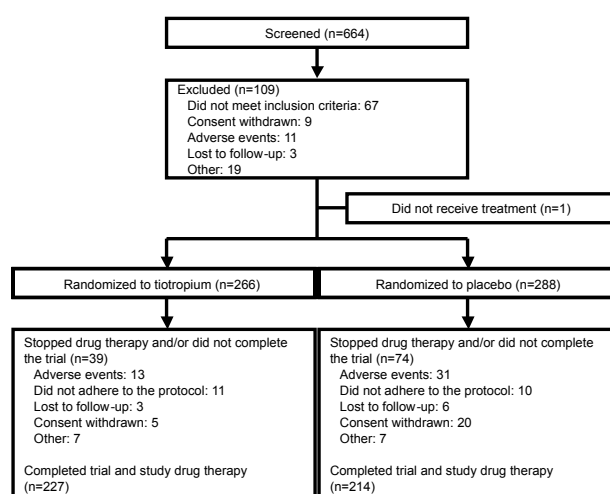 Screened (n=664)
Excluded (n=109)
Did not meet inclusion criteria: 67
Consent withdrawn: 9
Adverse events: 11
Lost to follow-up: 3
Other: 19
Did not receive treatment (n=1)
Randomized to tiotropium (n=266)
Randomized to placebo (n=288)
Stopped drug therapy and/or did not complete
the trial (n=39)
Adverse events: 13
Did not adhere to the protocol: 11
Lost to follow-up: 3
Consent withdrawn: 5
Other: 7
Completed trial and study drug therapy
(n=227)
Stopped drug therapy and/or did not complete
the trial (n=74)
Adverse events: 31
Did not adhere to the protocol: 10
Lost to follow-up: 6
Consent withdrawn: 20
Other: 7
Completed trial and study drug therapy
(n=214)